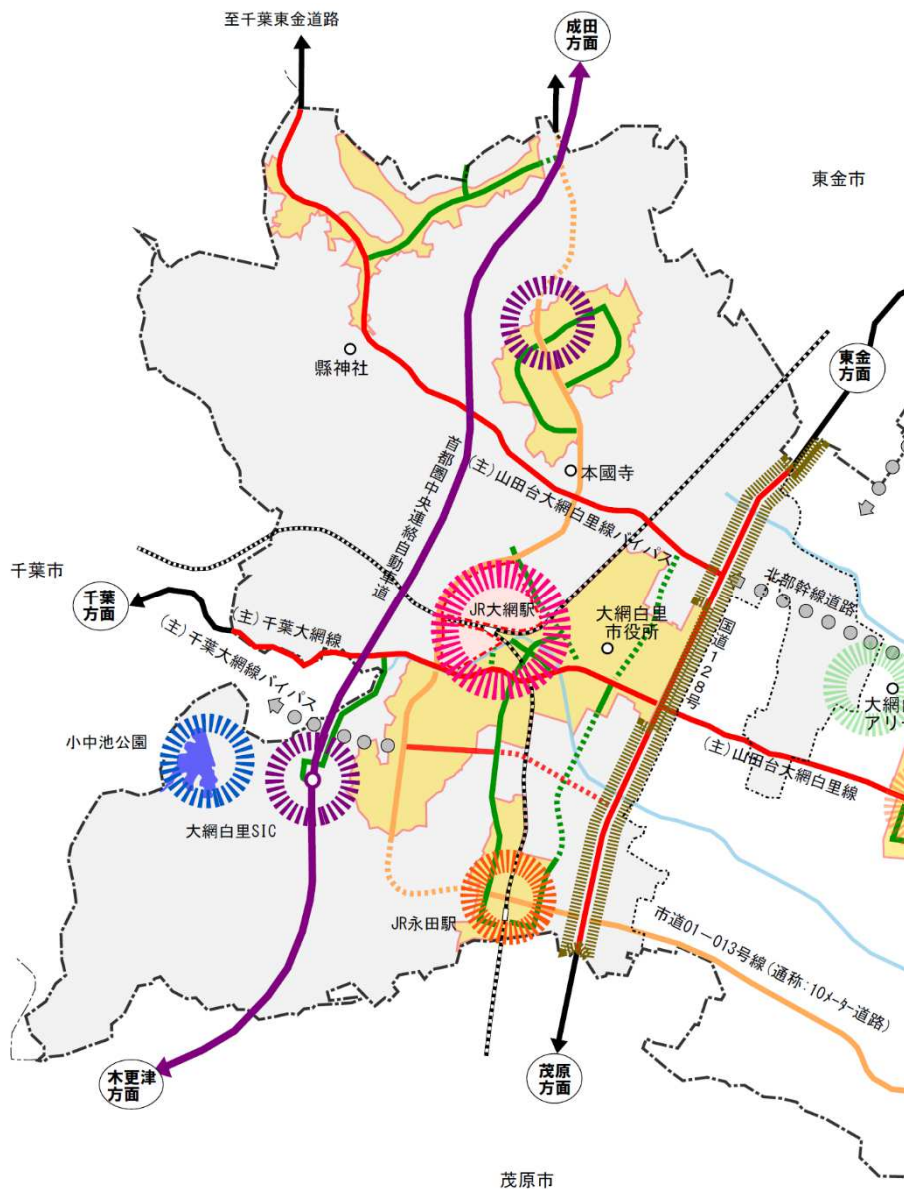 至千葉東金道路
成田
方面
東金市
東金
方面
縣神社
首都圏中央連絡自動車道
(主)山田台大網白里線バイパス
本國寺
千葉市
千葉
方面
(主)千葉大網線
(主)千葉大網線バイパス
JR大網駅
大網白里
市役所
国道128号
北部幹線道路
大網白
アリー
小中池公園
(主)山田台大網白里線
大網白里SIC
JR永田駅
市道01-013号線(通称:10メーター道路)
木更津
方面
茂原
方面
茂原市